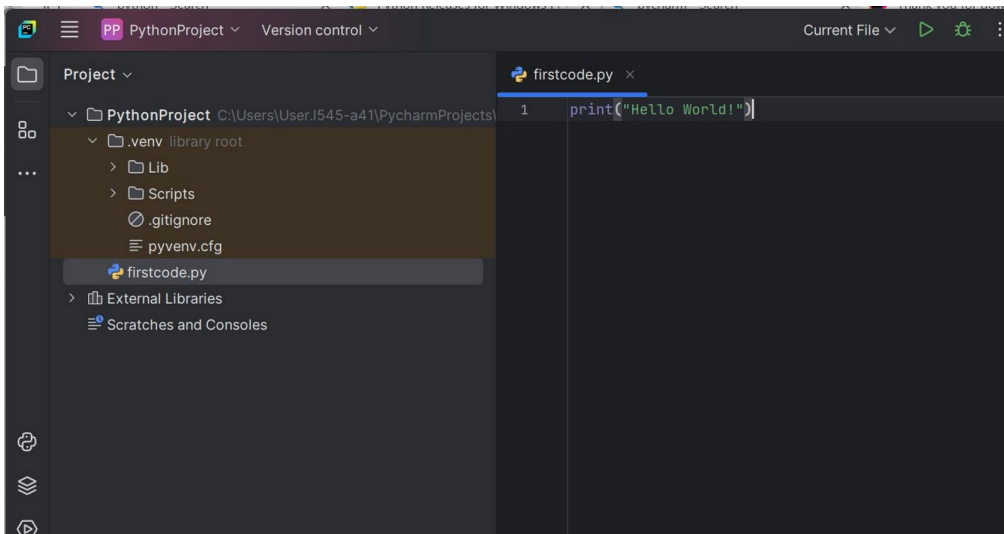 PC
PP PythonProject Version control
Current File
Project
firstcode.py
PythonProject C:\Users\User.I545-a41\PycharmProjects\
.venv library root
Lib
Scripts
.gitignore
pyvenv.cfg
firstcode.py
External Libraries
Scratches and Consoles
1 print("Hello World!")